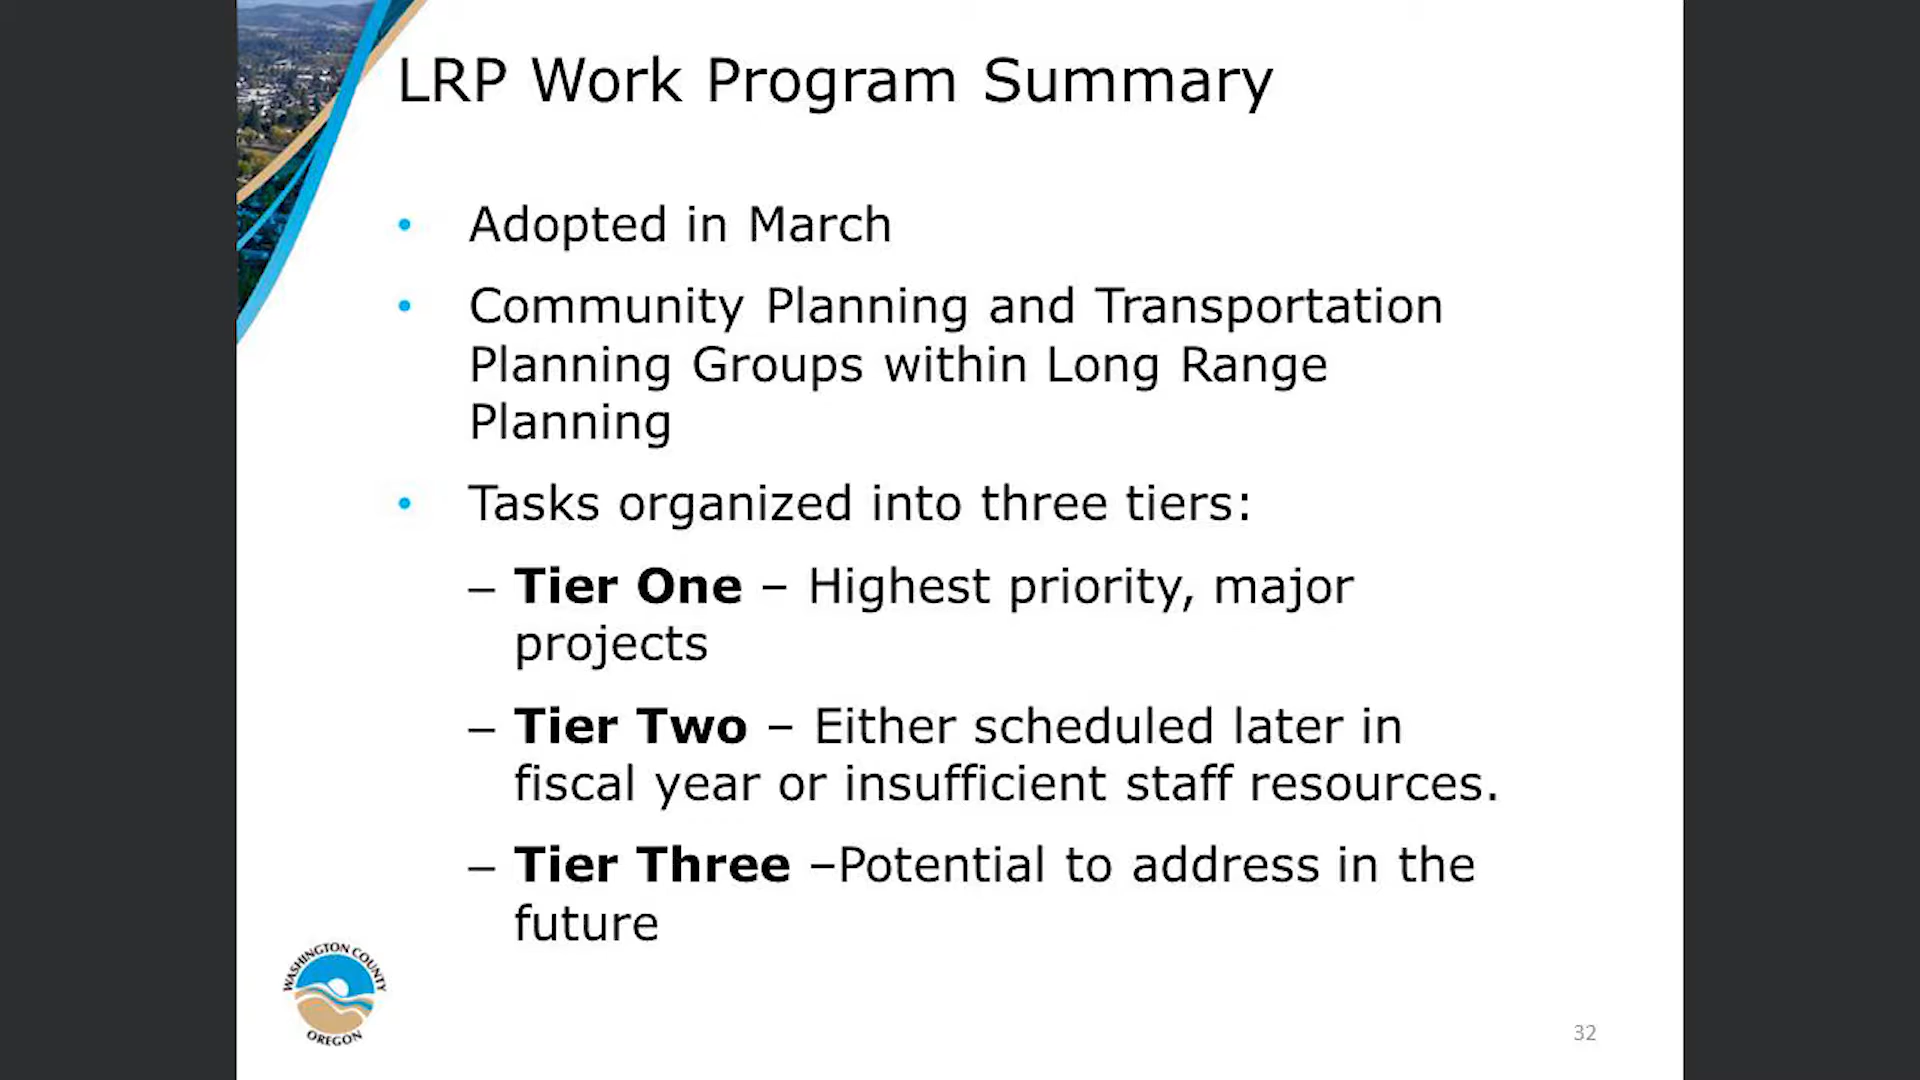 LRP Work Program Summary
• Adopted in March
• Community Planning and Transportation
Planning Groups within Long Range
Planning
• Tasks organized into three tiers:
– Tier One – Highest priority, major
projects
– Tier Two – Either scheduled later in
fiscal year or insufficient staff resources.
– Tier Three –Potential to address in the
future
WASHINGTON COUNTY
OREGON
32